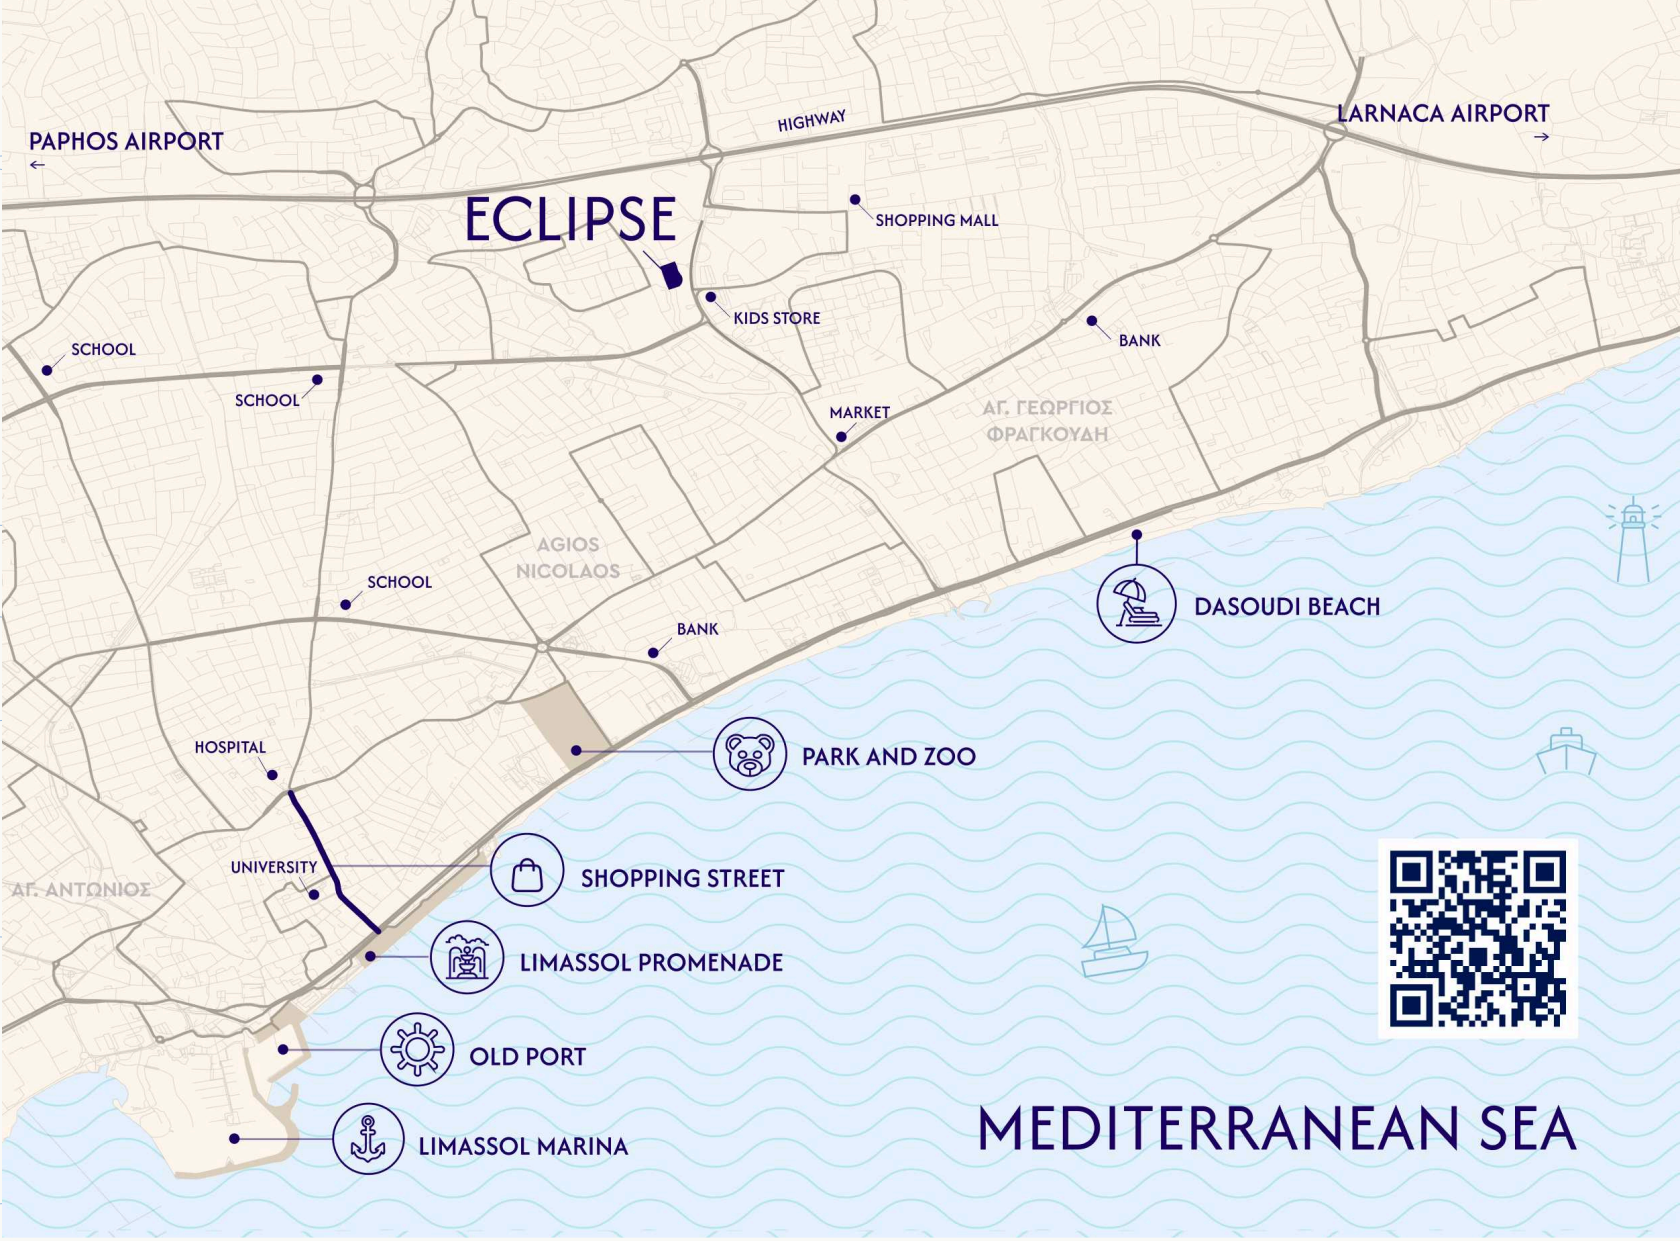 HIGHWAY
LARNACA AIRPORT
→
PAPHOS AIRPORT
←
ECLIPSE
SHOPPING MALL
KIDS STORE
BANK
SCHOOL
SCHOOL
MARKET
ΑΓ. ΓΕΩΡΓΙΟΣ
ΦΡΑΓΚΟΥΔΗ
AGIOS
NICOLAOS
SCHOOL
DASOUDI BEACH
BANK
HOSPITAL
PARK AND ZOO
UNIVERSITY
SHOPPING STREET
ΑΓ. ΑΝΤΩΝΙΟΣ
LIMASSOL PROMENADE
OLD PORT
MEDITERRANEAN SEA
LIMASSOL MARINA